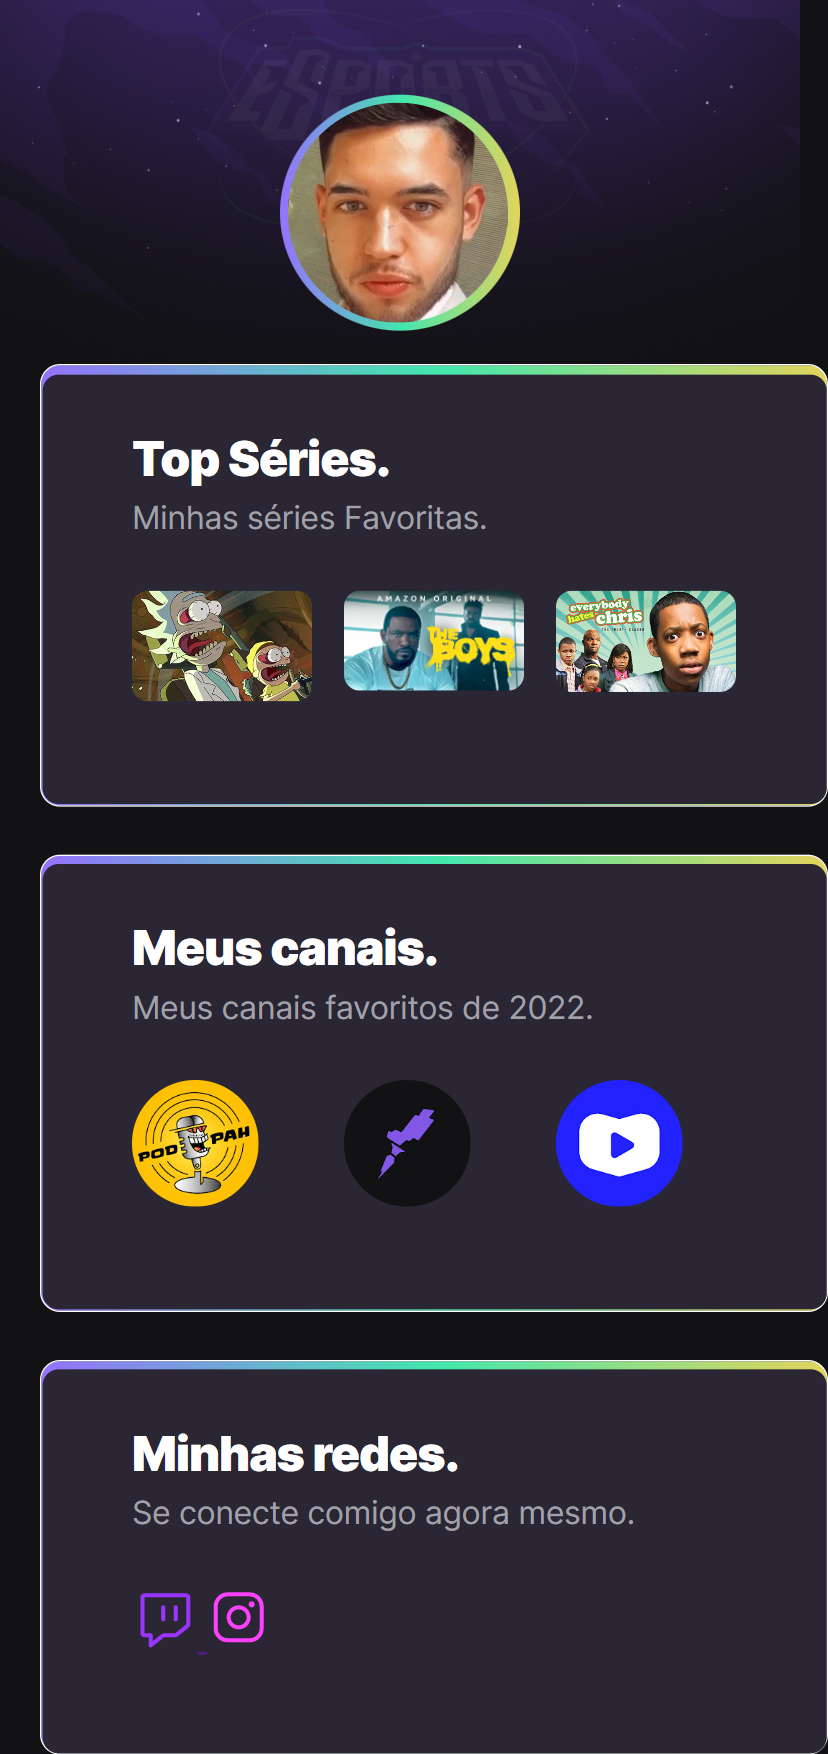 ESPORTS
Top Séries.
Minhas séries Favoritas.
AMAZON ORIGINAL
THE
BOYS
everybody
hates chris
Meus canais.
Meus canais favoritos de 2022.
POD PAH
Minhas redes.
Se conecte comigo agora mesmo.